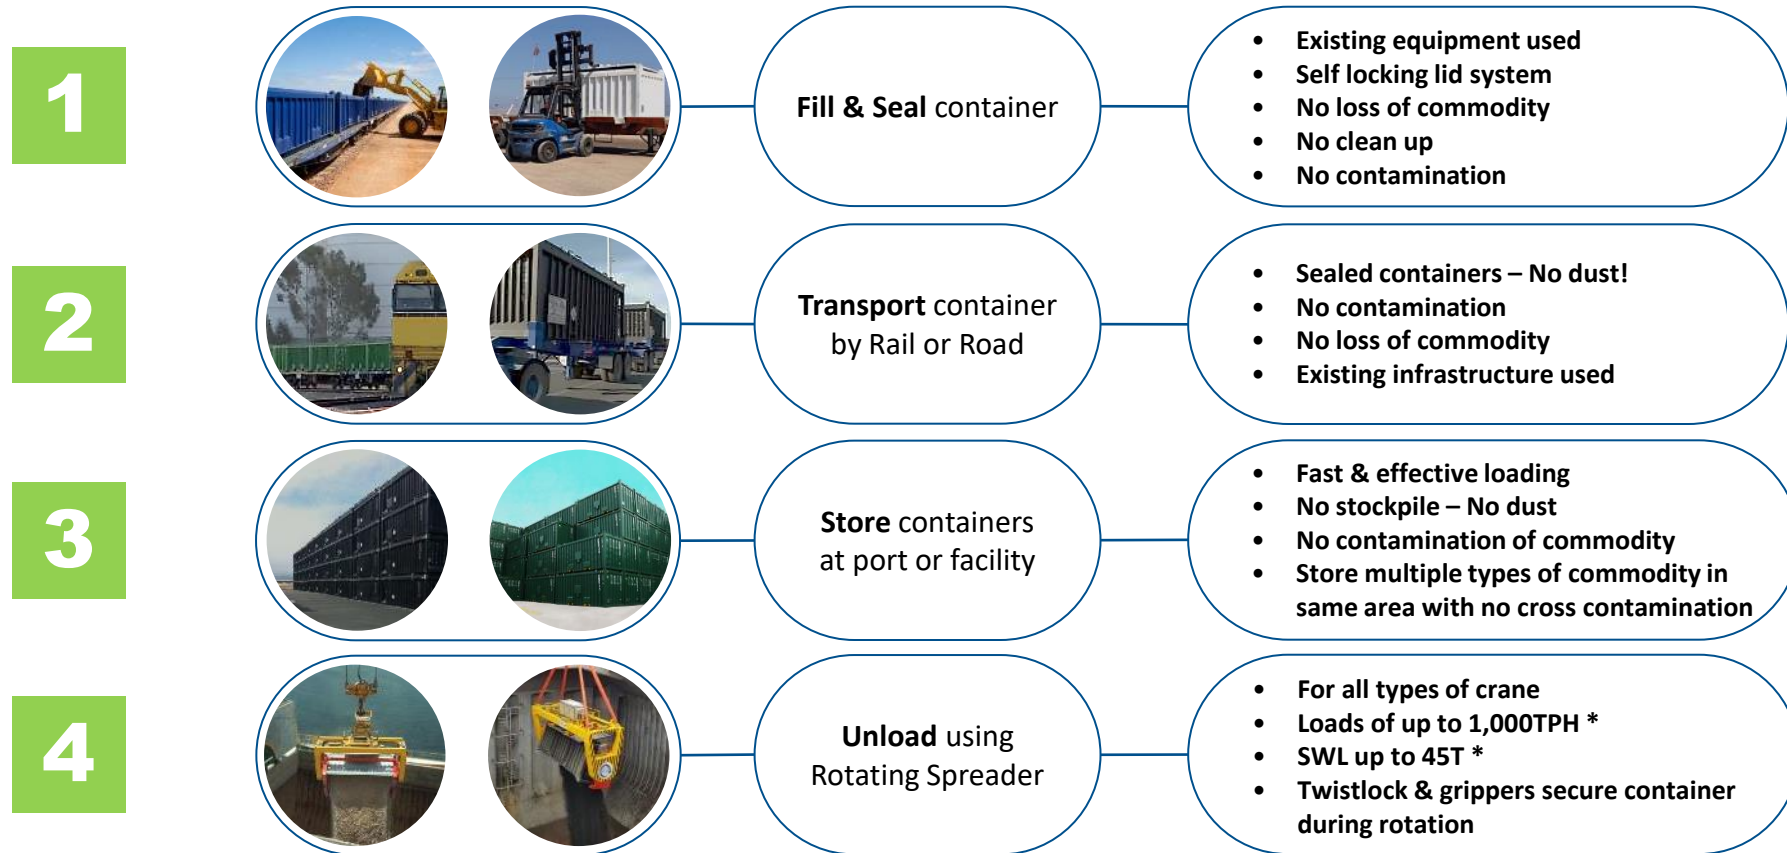 1
Fill & Seal container
• Existing equipment used
• Self locking lid system
• No loss of commodity
• No clean up
• No contamination
2
Transport container
by Rail or Road
• Sealed containers – No dust!
• No contamination
• No loss of commodity
• Existing infrastructure used
3
Store containers
at port or facility
• Fast & effective loading
• No stockpile – No dust
• No contamination of commodity
• Store multiple types of commodity in
same area with no cross contamination
4
Unload using
Rotating Spreader
• For all types of crane
• Loads of up to 1,000TPH *
• SWL up to 45T *
• Twistlock & grippers secure container
during rotation